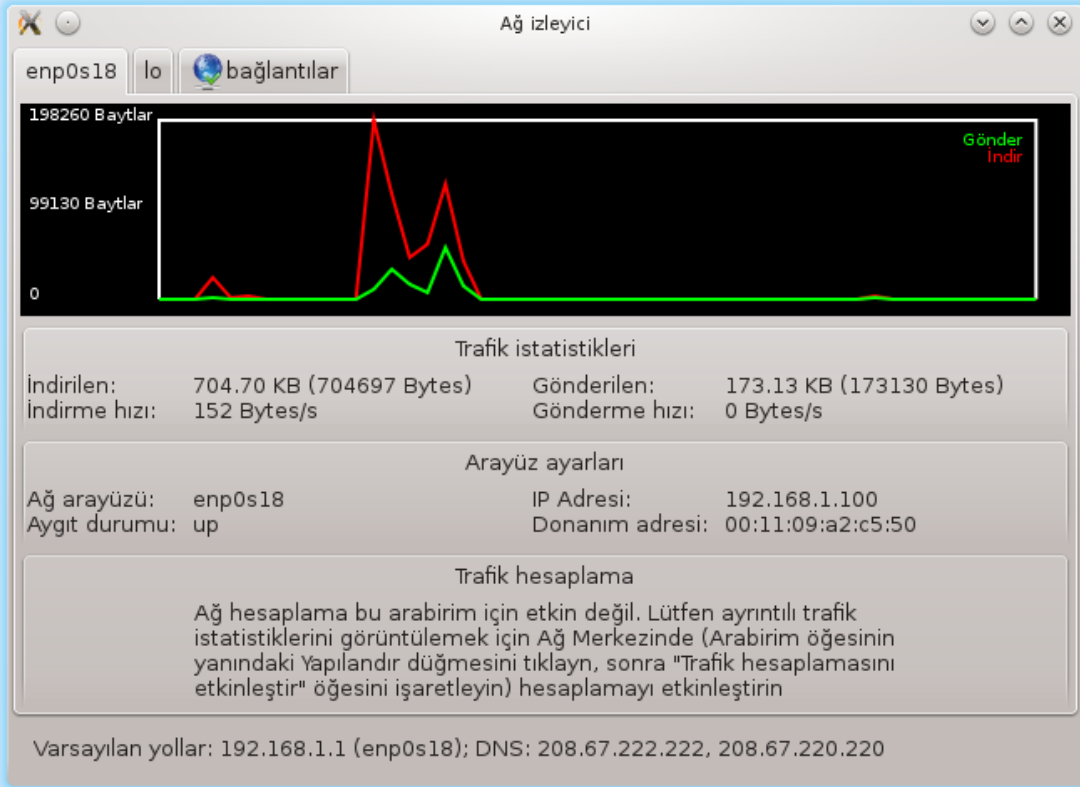 Ağ izleyici
enp0s18 lo bağlantılar
198260 Baytlar
Gönder
İndir
99130 Baytlar
0
Trafik istatistikleri
İndirilen: 704.70 KB (704697 Bytes) Gönderilen: 173.13 KB (173130 Bytes)
İndirme hızı: 152 Bytes/s Gönderme hızı: 0 Bytes/s
Arayüz ayarları
Ağ arayüzü: enp0s18 IP Adresi: 192.168.1.100
Aygıt durumu: up Donanım adresi: 00:11:09:a2:c5:50
Trafik hesaplama
Ağ hesaplama bu arabirim için etkin değil. Lütfen ayrıntılı trafik
istatistiklerini görüntülemek için Ağ Merkezinde (Arabirim öğesinin
yanındaki Yapılandır düğmesini tıklayn, sonra "Trafik hesaplamasını
etkinleştir" öğesini işaretleyin) hesaplamayı etkinleştirin
Varsayılan yollar: 192.168.1.1 (enp0s18); DNS: 208.67.222.222, 208.67.220.220